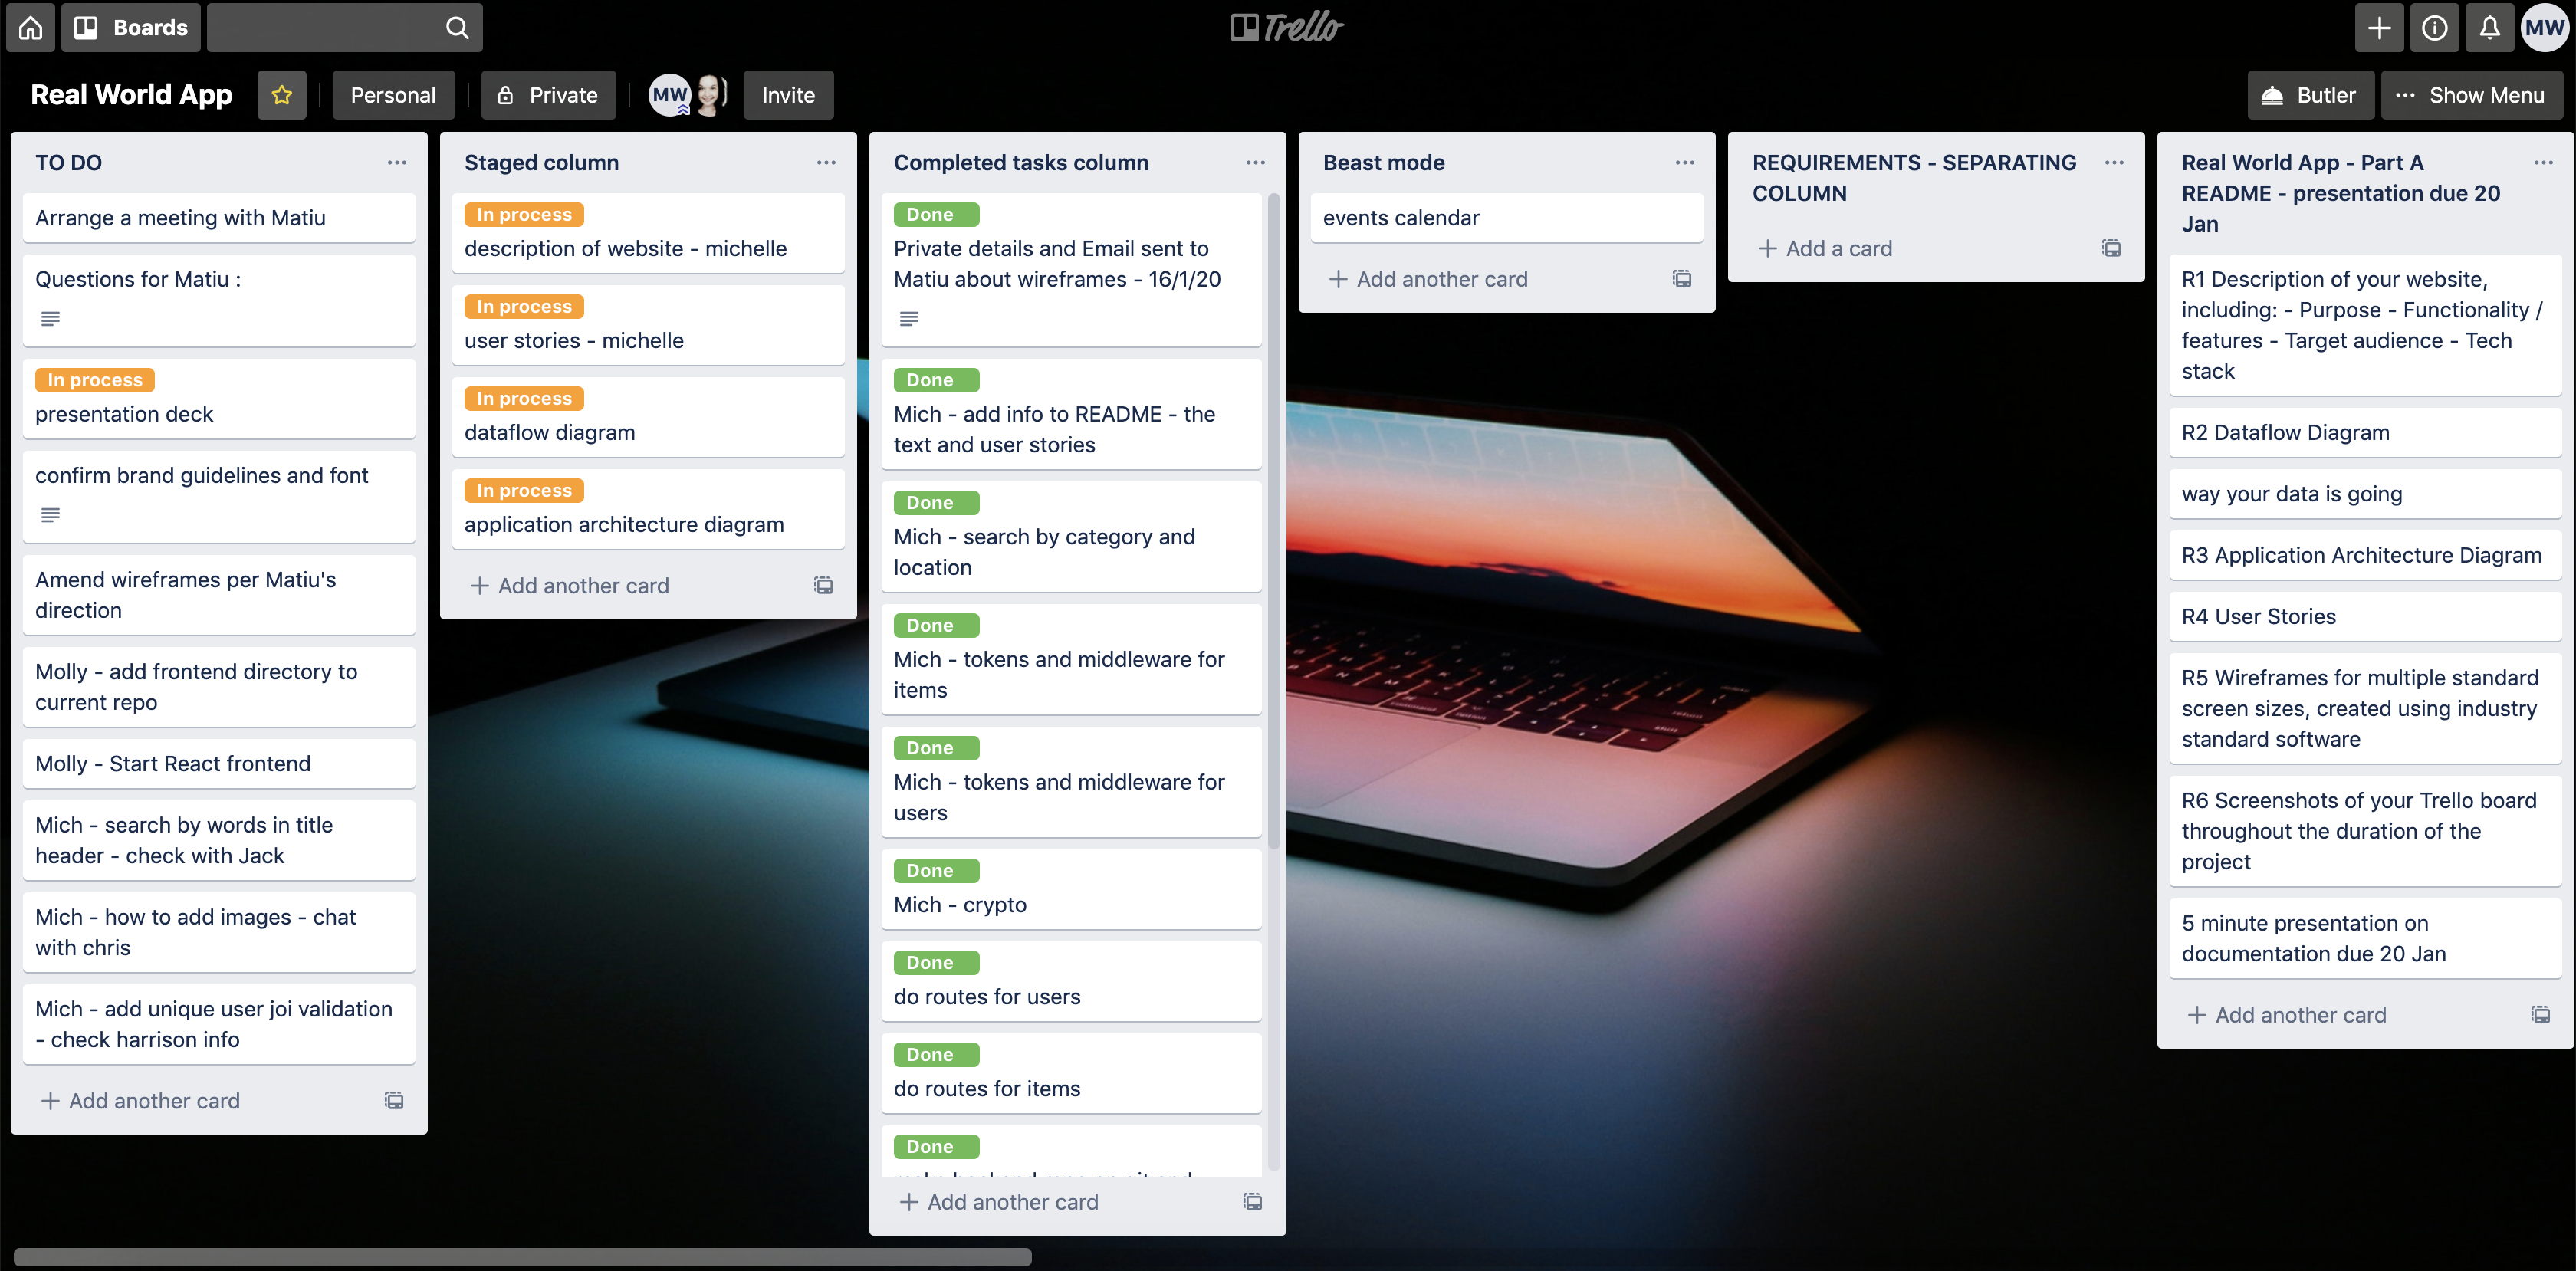 Boards
Trello
MW
Real World App
Personal
Private
MW
Invite
Butler
Show Menu
TO DO
Arrange a meeting with Matiu
Questions for Matiu :
In process
presentation deck
confirm brand guidelines and font
Amend wireframes per Matiu's
direction
Molly - add frontend directory to
current repo
Molly - Start React frontend
Mich - search by words in title
header - check with Jack
Mich - how to add images - chat
with chris
Mich - add unique user joi validation
- check harrison info
Add another card
Staged column
In process
description of website - michelle
In process
user stories - michelle
In process
dataflow diagram
In process
application architecture diagram
Add another card
Completed tasks column
Done
Private details and Email sent to
Matiu about wireframes - 16/1/20
Done
Mich - add info to README - the
text and user stories
Done
Mich - search by category and
location
Done
Mich - tokens and middleware for
items
Done
Mich - tokens and middleware for
users
Done
Mich - crypto
Done
do routes for users
Done
do routes for items
Done
make backend repo on git and
Add another card
Beast mode
events calendar
Add another card
REQUIREMENTS - SEPARATING
COLUMN
Add a card
Real World App - Part A
README - presentation due 20
Jan
R1 Description of your website,
including: - Purpose - Functionality /
features - Target audience - Tech
stack
R2 Dataflow Diagram
way your data is going
R3 Application Architecture Diagram
R4 User Stories
R5 Wireframes for multiple standard
screen sizes, created using industry
standard software
R6 Screenshots of your Trello board
throughout the duration of the
project
5 minute presentation on
documentation due 20 Jan
Add another card